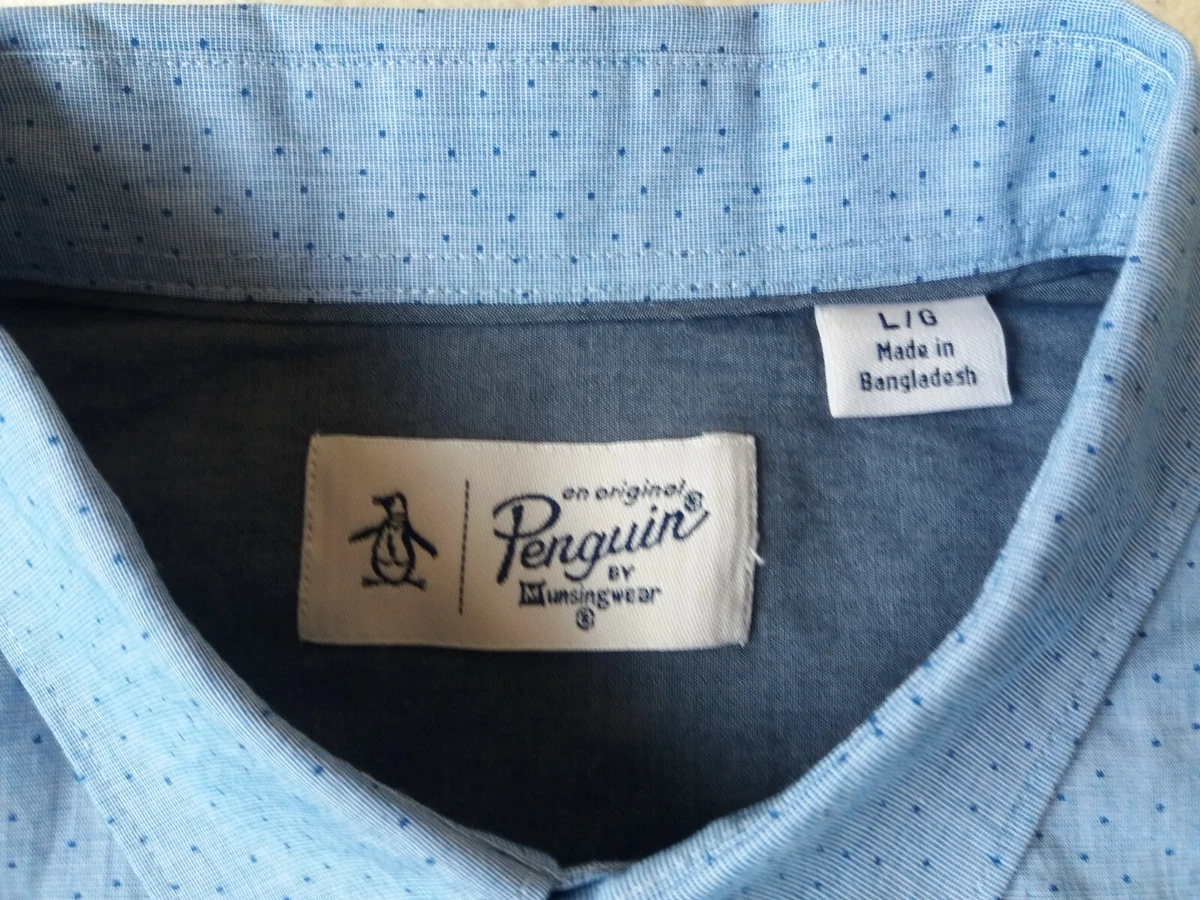 L/G
Made in
Bangladesh
an original
Penguin®
BY
Munsingwear
®